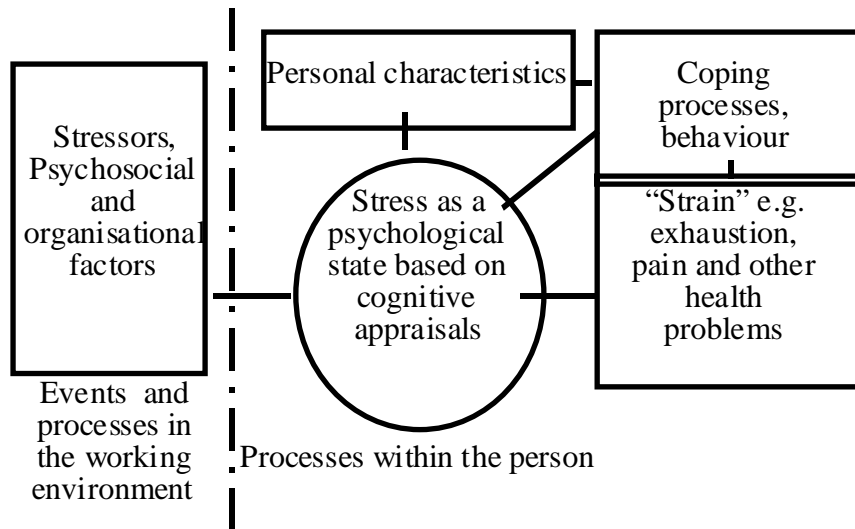 Stressors,
Psychosocial
and
organisational
factors
Events and
processes in
the working
environment
Personal characteristics
Stress as a
psychological
state based on
cognitive
appraisals
Processes within the person
Coping
processes,
behaviour
“Strain” e.g.
exhaustion,
pain and other
health
problems